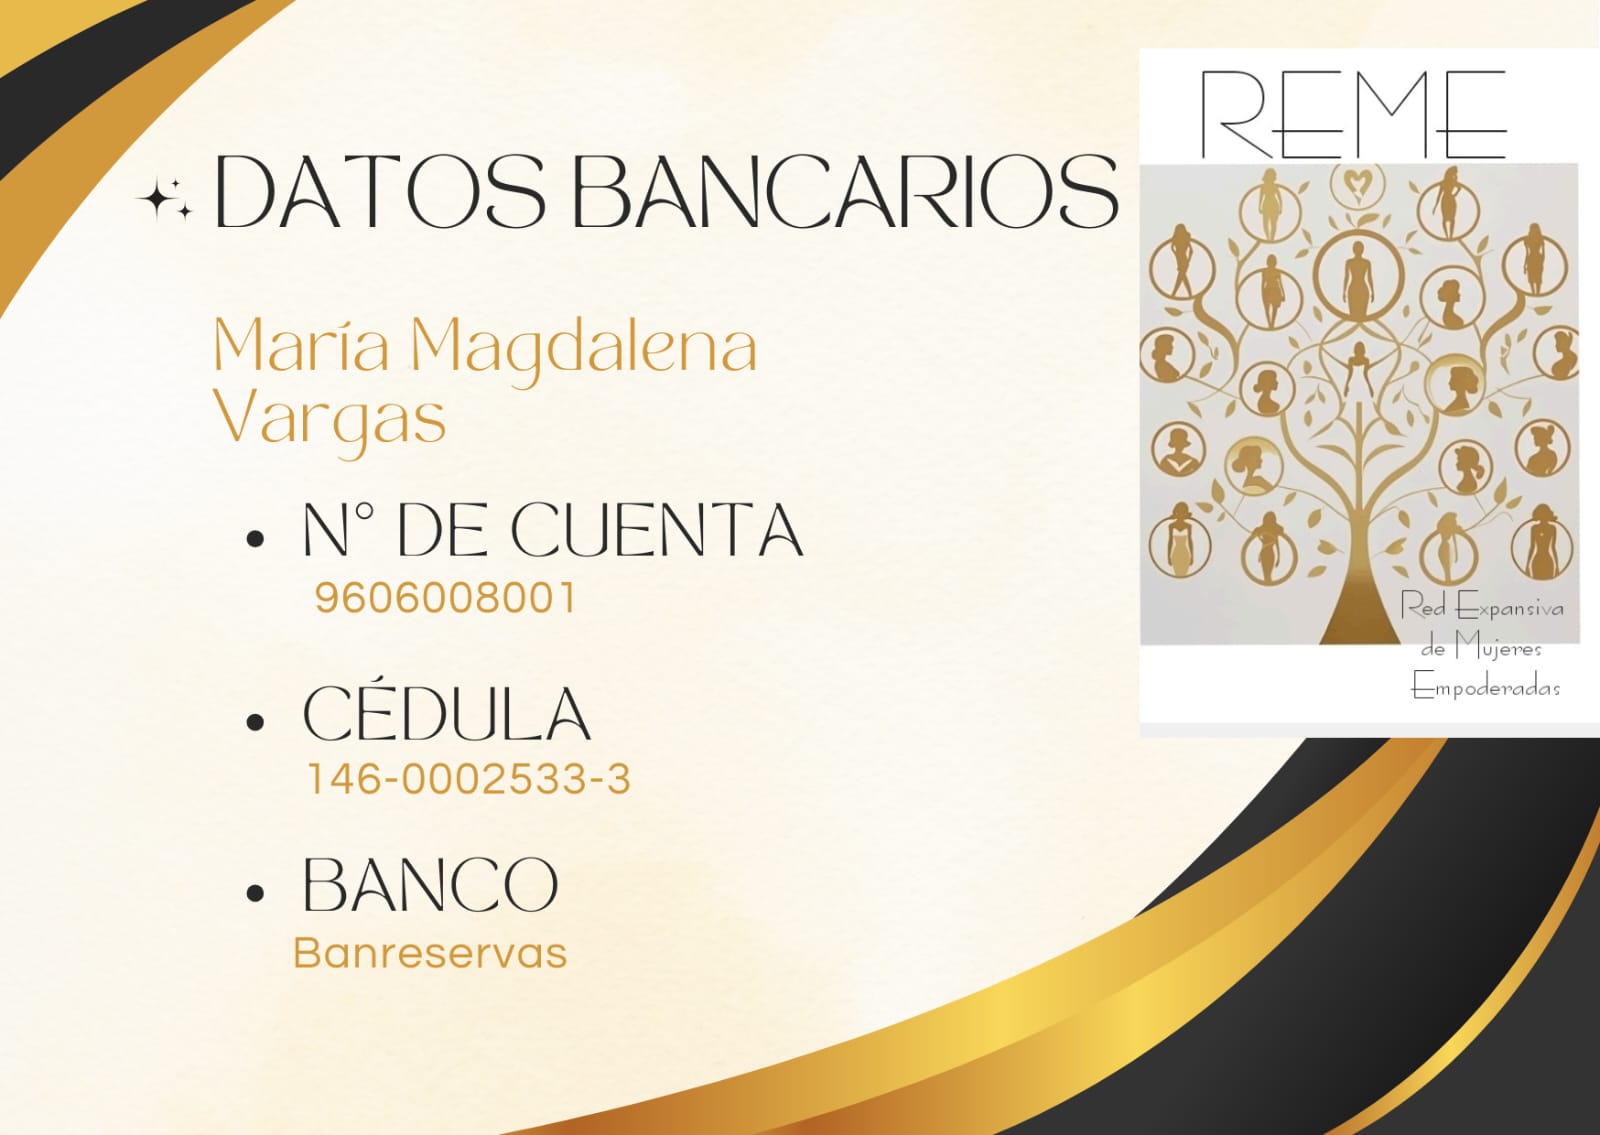 DATOS BANCARIOS
María Magdalena
Vargas
N° DE CUENTA
9606008001
CÉDULA
146-0002533-3
BANCO
Banreservas
REME
Red Expansiva
de Mujeres
Empoderadas